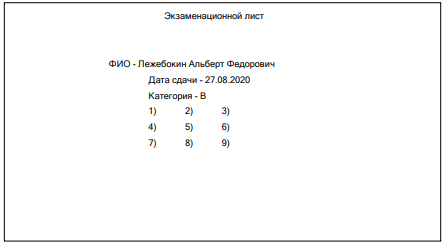 Экзаменационной лист
ФИО - Лежебокин Альберт Федорович
Дата сдачи - 27.08.2020
Категория - B
1) 2) 3)
4) 5) 6)
7) 8) 9)